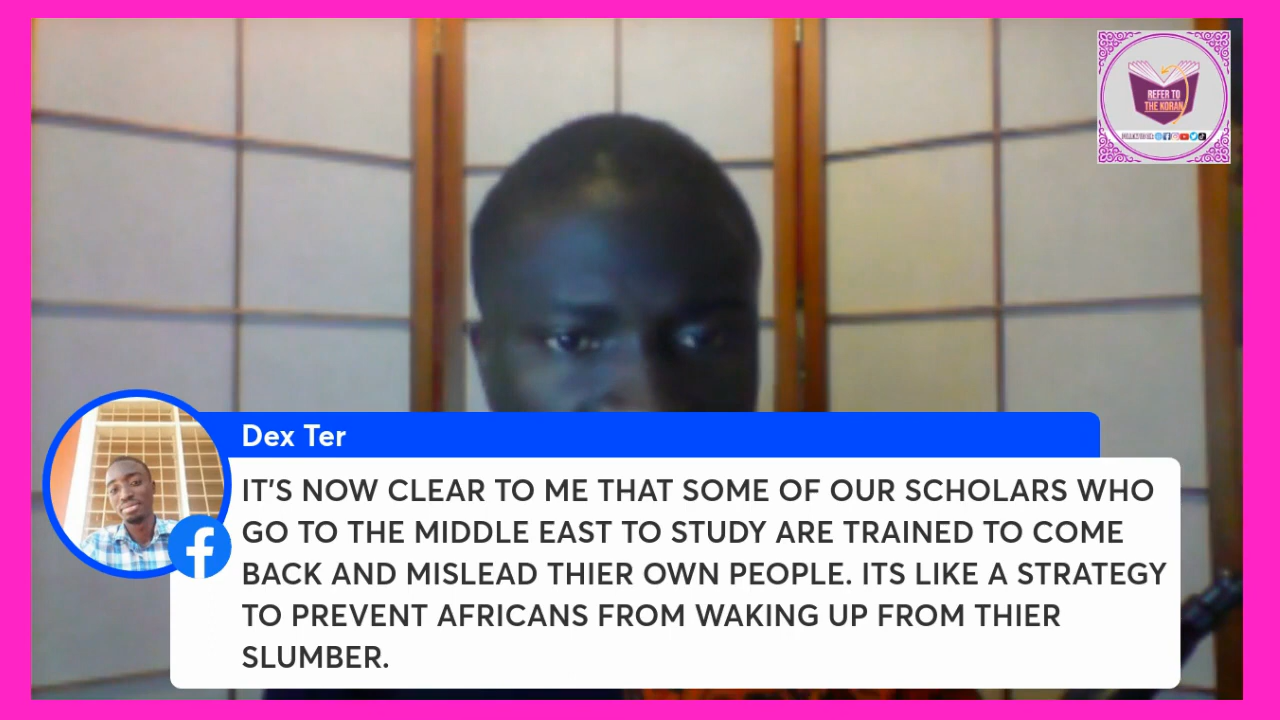 REFER TO
THE KORAN
Dex Ter
IT'S NOW CLEAR TO ME THAT SOME OF OUR SCHOLARS WHO
GO TO THE MIDDLE EAST TO STUDY ARE TRAINED TO COME
BACK AND MISLEAD THIER OWN PEOPLE. ITS LIKE A STRATEGY
TO PREVENT AFRICANS FROM WAKING UP FROM THIER
SLUMBER.